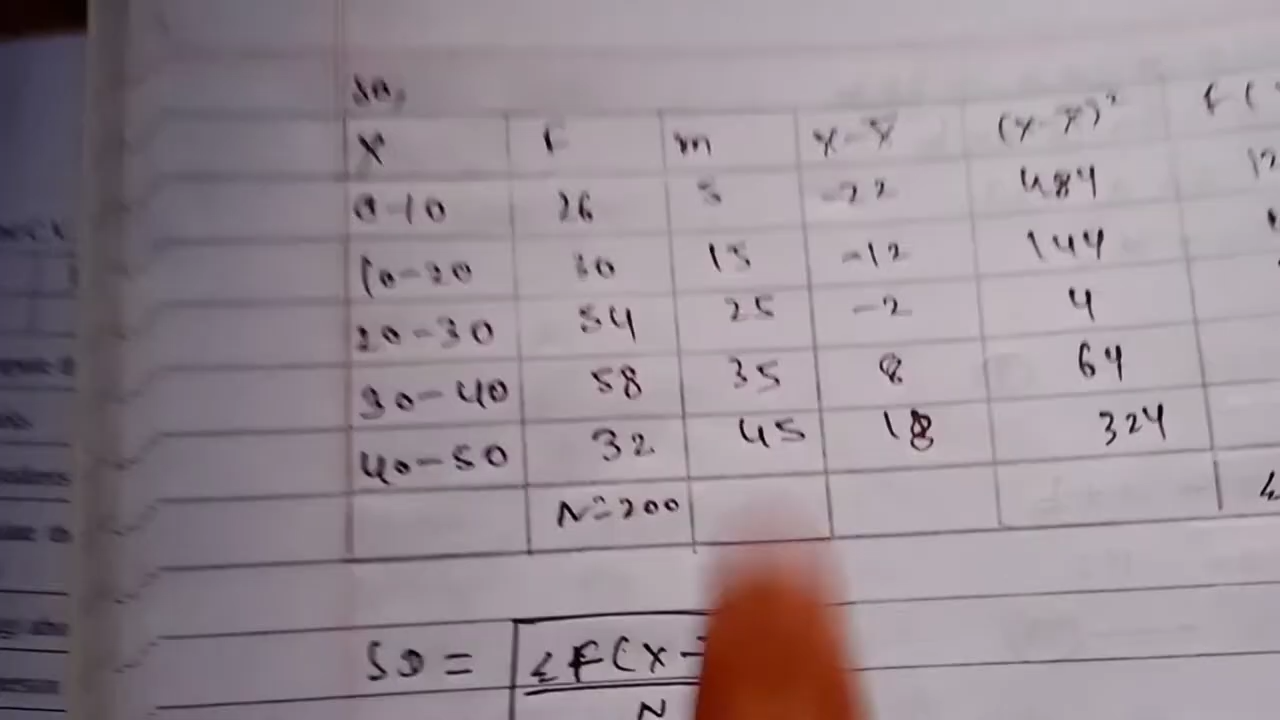 X F m X-X̄ (X-X̄)² F(
0-10 26 5 -22 484 12
10-20 30 15 -12 144
20-30 54 25 -2 4
30-40 58 35 8 64
40-50 32 45 18 324
N=200 Σ
SD = ΣF(X-
N